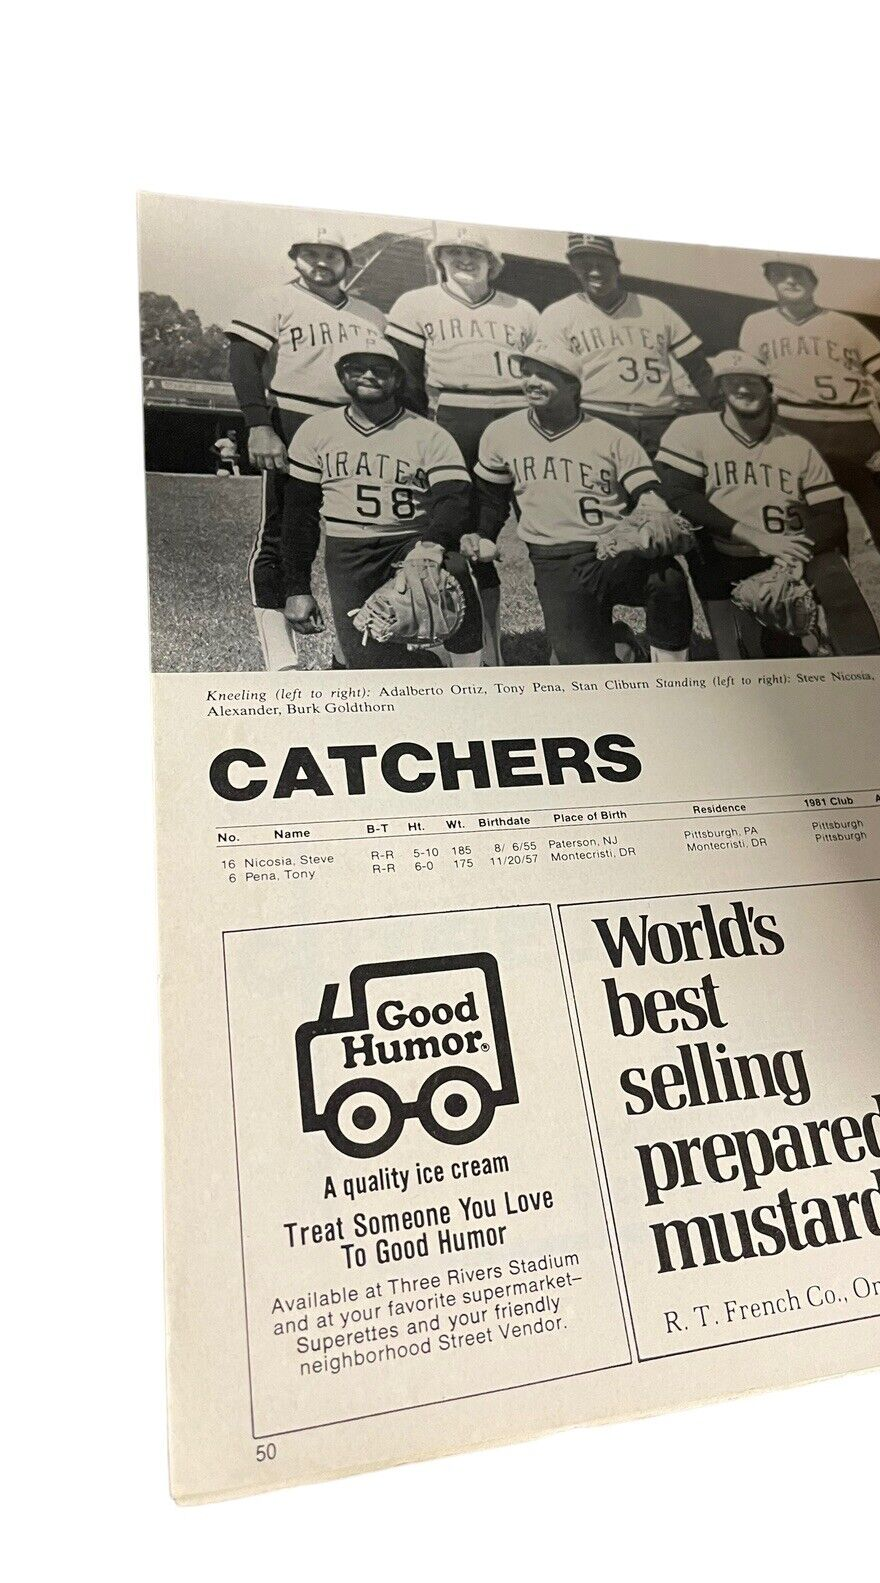 P
P
PIRAT
PIRATE
10
PIRATES
35
PIRATES
57
P
PIRATES
58
PIRATES
6
PIRATE
65
Kneeling (left to right): Adalberto Ortiz, Tony Pena, Stan Cliburn Standing (left to right): Steve Nicosia,
Alexander, Burk Goldthorn
CATCHERS
No. Name B-T Ht. Wt. Birthdate Place of Birth Residence 1981 Club A
16 Nicosia, Steve R-R 5-10 185 8/ 6/55 Paterson, NJ Pittsburgh, PA Pittsburgh
6 Pena, Tony R-R 6-0 175 11/20/57 Montecristi, DR Montecristi, DR Pittsburgh
Good
Humor®
A quality ice cream
Treat Someone You Love
To Good Humor
Available at Three Rivers Stadium
and at your favorite supermarket–
Superettes and your friendly
neighborhood Street Vendor.
World's
best
selling
prepared
mustard
R. T. French Co., On
50